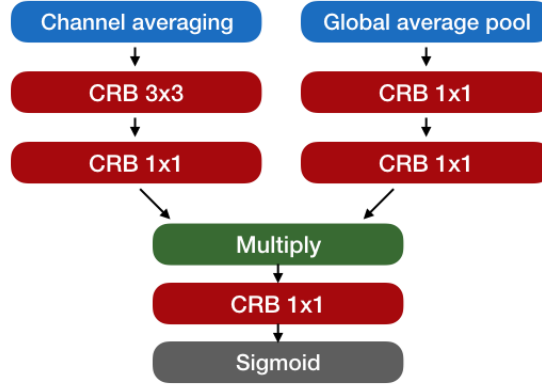 Channel averaging
Global average pool
CRB 3x3
CRB 1x1
CRB 1x1
CRB 1x1
Multiply
CRB 1x1
Sigmoid